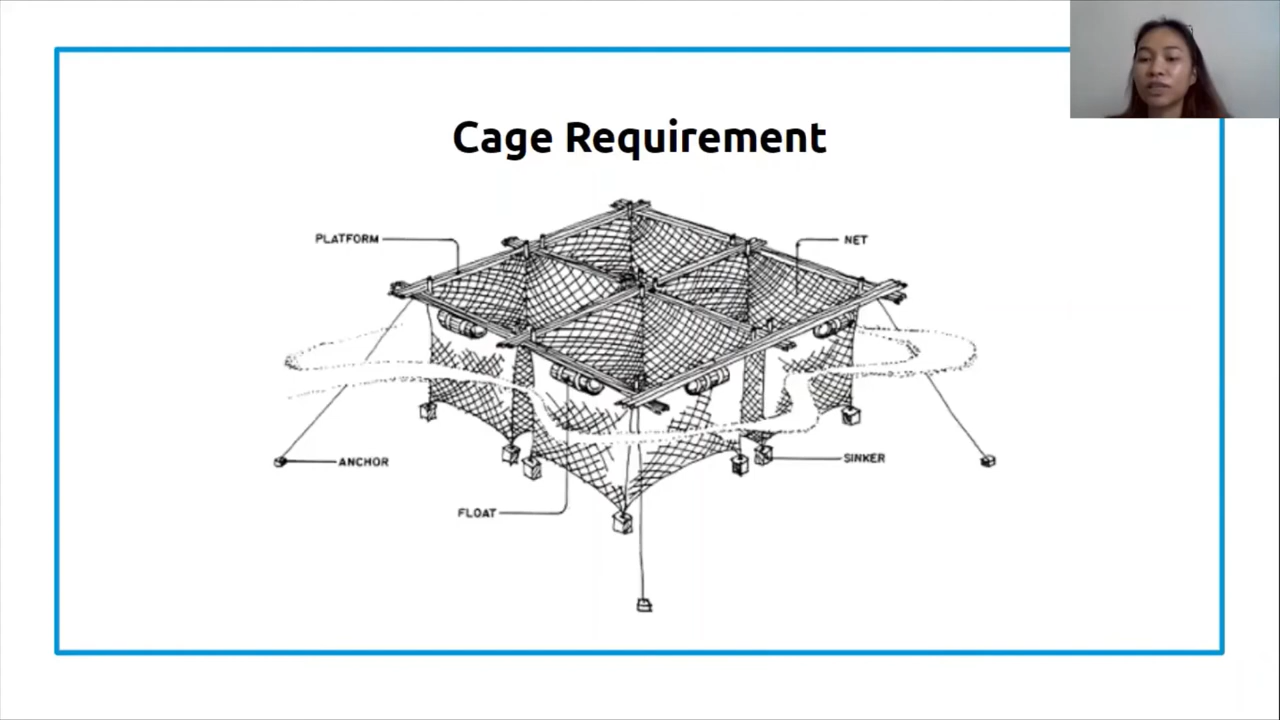 Cage Requirement
PLATFORM
NET
ANCHOR
SINKER
FLOAT